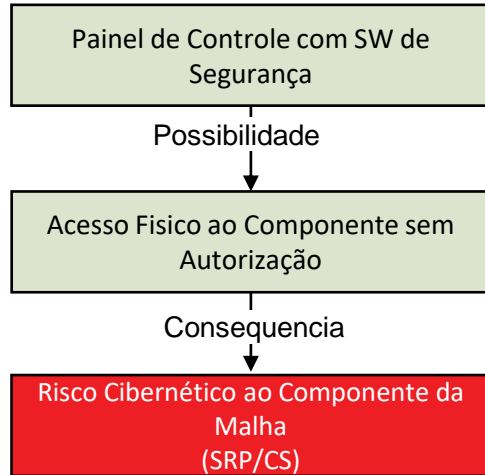 Painel de Controle com SW de
Segurança
Possibilidade
Acesso Fisico ao Componente sem
Autorização
Consequencia
Risco Cibernético ao Componente da
Malha
(SRP/CS)